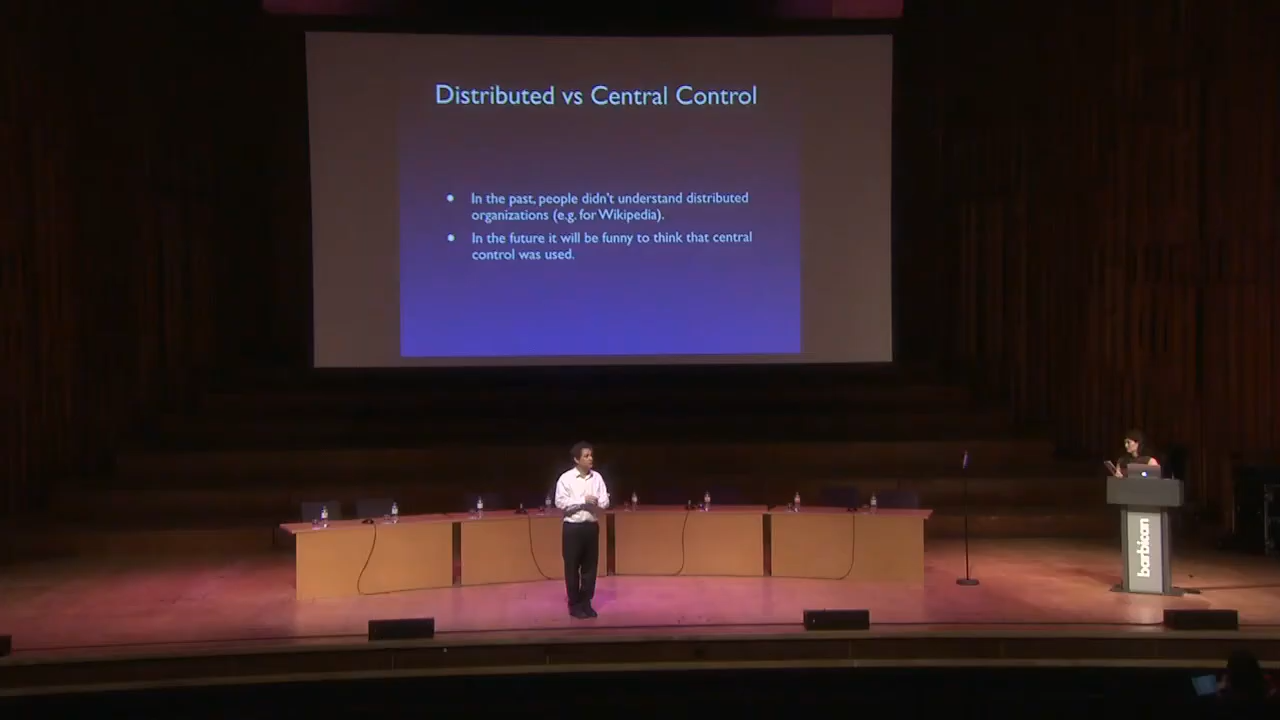 Distributed vs Central Control
• In the past, people didn't understand distributed
organizations (e.g. for Wikipedia).
• In the future it will be funny to think that central
control was used.
barbican